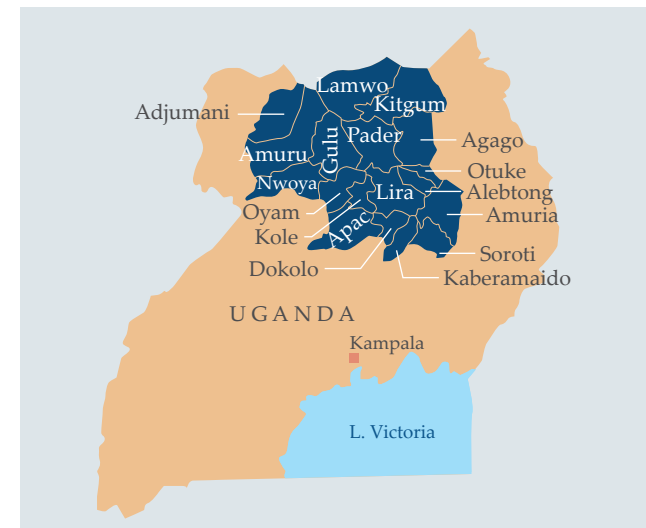 Lamwo
Kitgum
Adjumani
Pader
Gulu
Agago
Amuru
Otuke
Nwoya
Lira
Alebtong
Oyam
Amuria
Kole
Apac
Soroti
Dokolo
Kaberamaido
UGANDA
Kampala
L. Victoria